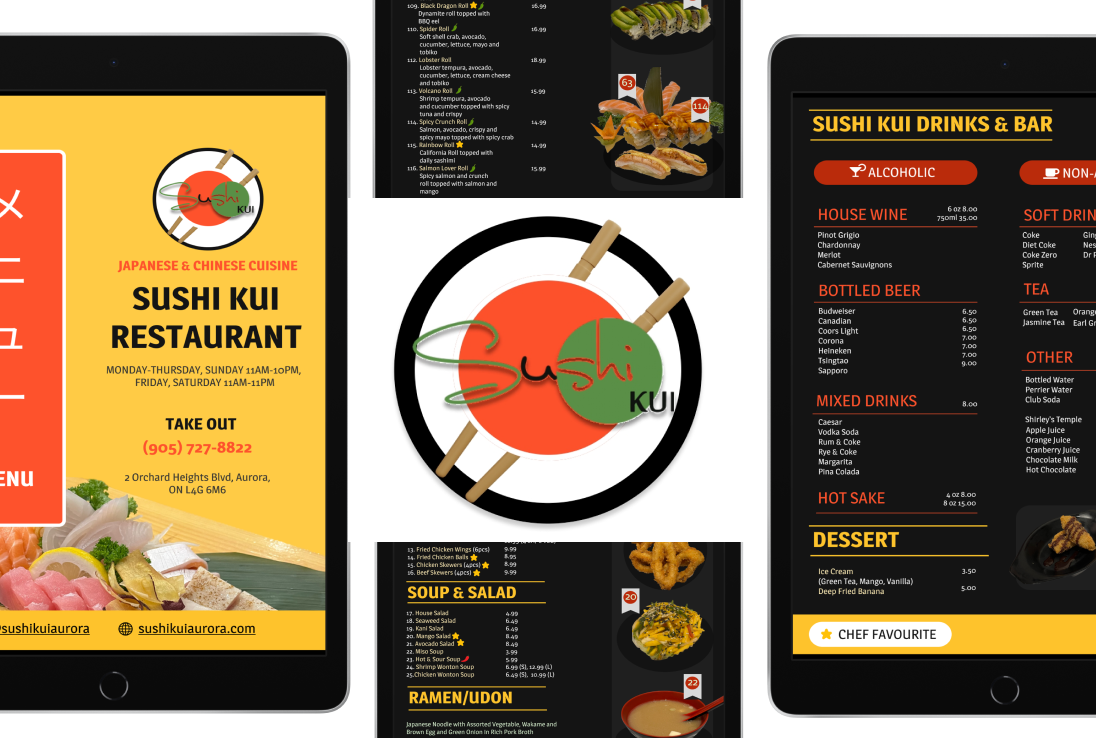 メ
ニ
ュ
ー
ENU
Sushi
KUI
JAPANESE & CHINESE CUISINE
SUSHI KUI
RESTAURANT
MONDAY-THURSDAY, SUNDAY 11AM-10PM,
FRIDAY, SATURDAY 11AM-11PM
TAKE OUT
(905) 727-8822
2 Orchard Heights Blvd, Aurora,
ON L4G 6M6
sushikuiaurora
sushikuiaurora.com
109. Black Dragon Roll 16.99
Dynamite roll topped with
BBQ eel
110. Spider Roll 16.99
Soft shell crab, avocado,
cucumber, lettuce, mayo and
tobiko
112. Lobster Roll 18.99
Lobster tempura, avocado,
cucumber, lettuce, cream cheese
and tobiko
113. Volcano Roll 15.99
Shrimp tempura, avocado
and cucumber topped with spicy
tuna and crispy
114. Spicy Crunch Roll 14.99
Salmon, avocado, crispy and
spicy mayo topped with spicy crab
115. Rainbow Roll 14.99
California Roll topped with
daily sashimi
116. Salmon Lover Roll 15.99
Spicy salmon and crunch
roll topped with salmon and
mango
63
114
Sushi
KUI
13. Fried Chicken Wings (6pcs) 9.99
14. Fried Chicken Balls 8.95
15. Chicken Skewers (4pcs) 8.99
16. Beef Skewers (4pcs) 9.99
SOUP & SALAD
17. House Salad 4.99
18. Seaweed Salad 6.49
19. Kani Salad 6.49
20. Mango Salad 8.49
21. Avocado Salad 8.49
22. Miso Soup 3.99
23. Hot & Sour Soup 5.99
24. Shrimp Wonton Soup 6.99 (S), 12.99 (L)
25.Chicken Wonton Soup 6.49 (S), 10.99 (L)
RAMEN/UDON
Japanese Noodle with Assorted Vegetable, Wakame and
Brown Egg and Green Onion In Rich Pork Broth
20
22
SUSHI KUI DRINKS & BAR
ALCOHOLIC
HOUSE WINE
6 oz 8.00
750ml 35.00
Pinot Grigio
Chardonnay
Merlot
Cabernet Sauvignons
BOTTLED BEER
Budweiser 6.50
Canadian 6.50
Coors Light 6.50
Corona 7.00
Heineken 7.00
Tsingtao 7.00
Sapporo 9.00
MIXED DRINKS 8.00
Caesar
Vodka Soda
Rum & Coke
Rye & Coke
Margarita
Pina Colada
HOT SAKE
4 oz 8.00
8 oz 15.00
DESSERT
Ice Cream 3.50
(Green Tea, Mango, Vanilla)
Deep Fried Banana 5.00
CHEF FAVOURITE
NON-A
SOFT DRIN
Coke Ging
Diet Coke Nes
Coke Zero Dr P
Sprite
TEA
Green Tea Orange
Jasmine Tea Earl Gr
OTHER
Bottled Water
Perrier Water
Club Soda
Shirley's Temple
Apple Juice
Orange Juice
Cranberry Juice
Chocolate Milk
Hot Chocolate